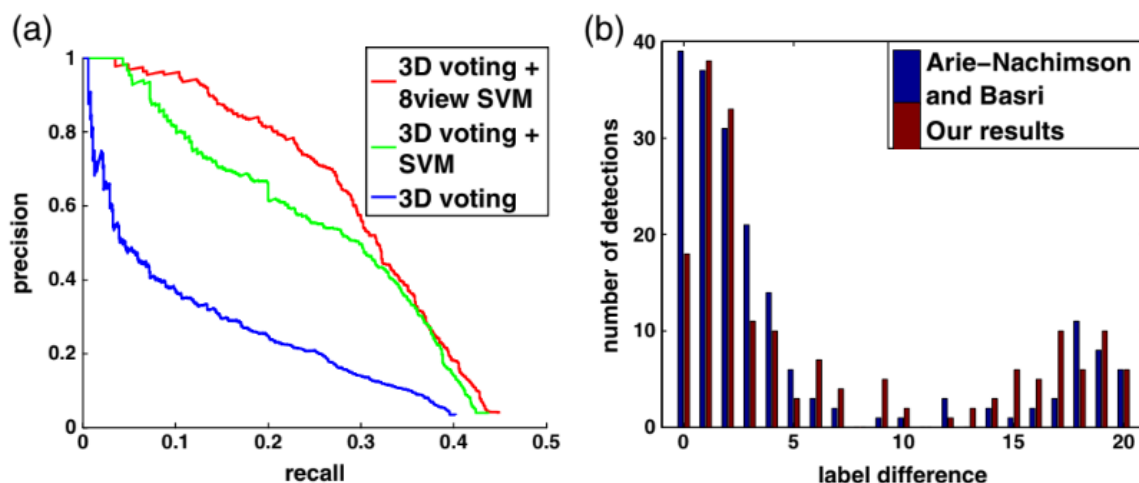 (a)
precision
1
0.8
0.6
0.4
0.2
0
0
0.1
0.2
0.3
0.4
0.5
recall
3D voting +
8view SVM
3D voting +
SVM
3D voting
(b)
number of detections
40
30
20
10
0
0
5
10
15
20
label difference
Arie−Nachimson
and Basri
Our results